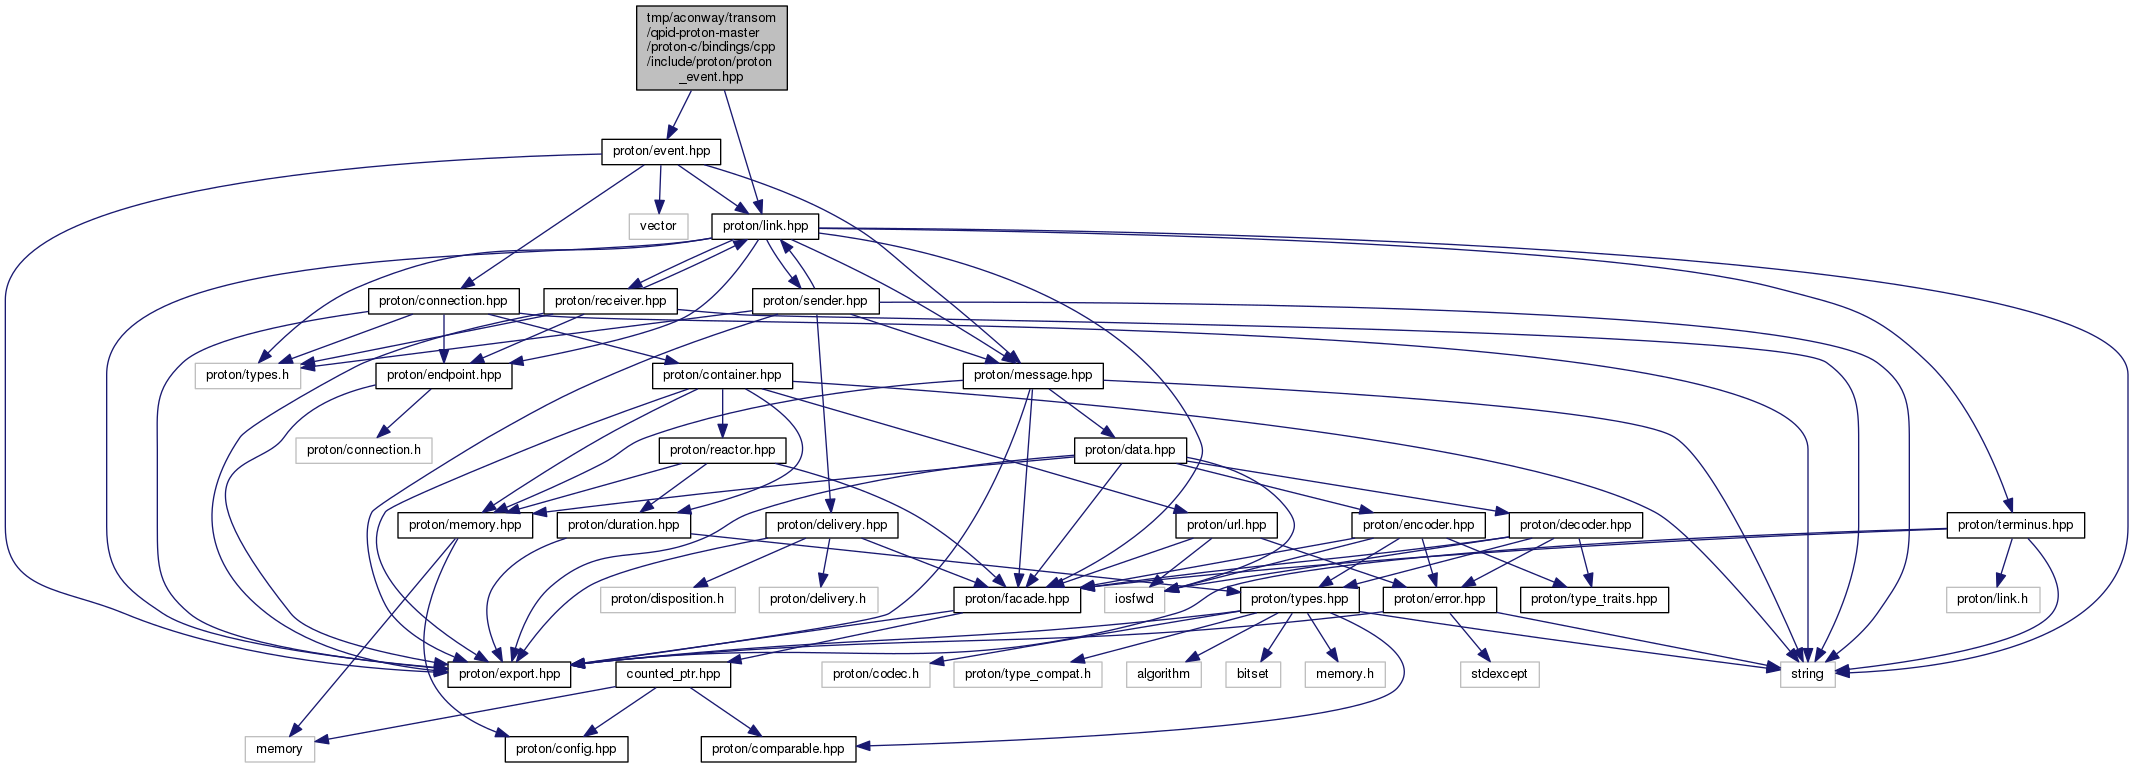 tmp/aconway/transom
/qpid-proton-master
/proton-c/bindings/cpp
/include/proton/proton
_event.hpp
proton/event.hpp
vector
proton/link.hpp
proton/connection.hpp
proton/receiver.hpp
proton/sender.hpp
proton/types.h
proton/endpoint.hpp
proton/container.hpp
proton/message.hpp
proton/connection.h
proton/reactor.hpp
proton/data.hpp
proton/memory.hpp
proton/duration.hpp
proton/delivery.hpp
proton/url.hpp
proton/encoder.hpp
proton/decoder.hpp
proton/terminus.hpp
proton/disposition.h
proton/delivery.h
proton/facade.hpp
iosfwd
proton/types.hpp
proton/error.hpp
proton/type_traits.hpp
proton/link.h
proton/export.hpp
counted_ptr.hpp
proton/codec.h
proton/type_compat.h
algorithm
bitset
memory.h
stdexcept
string
memory
proton/config.hpp
proton/comparable.hpp